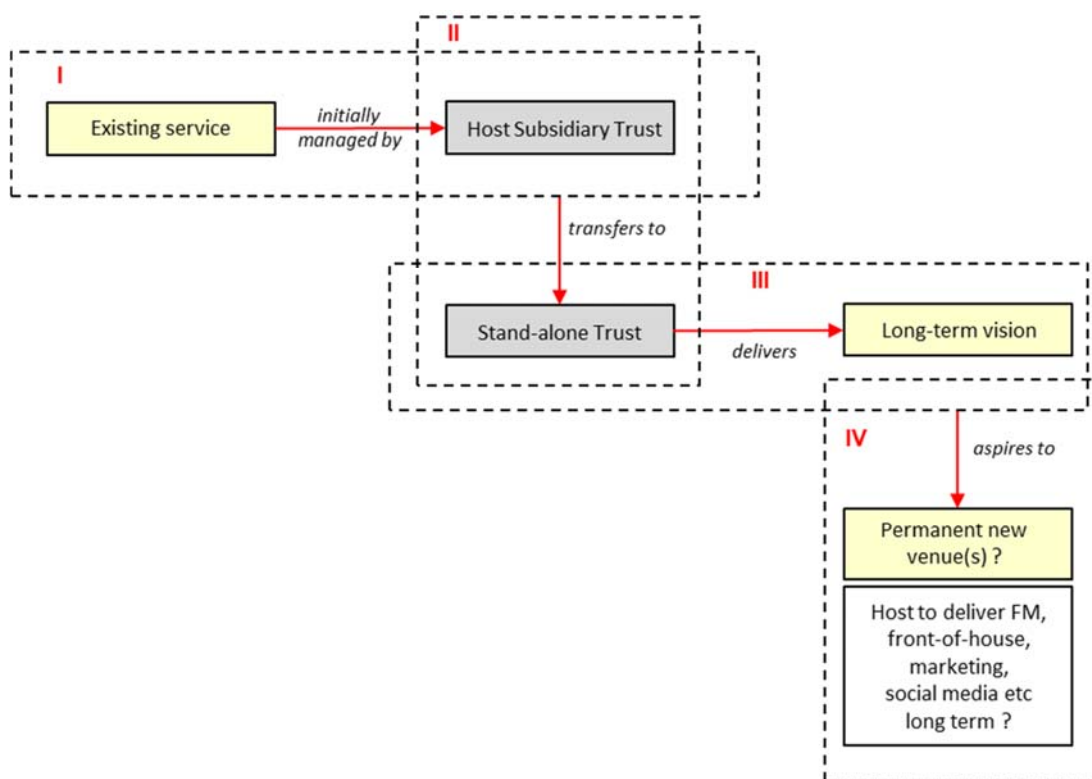 II
I
Existing service
initially
managed by
Host Subsidiary Trust
transfers to
III
Stand-alone Trust
delivers
Long-term vision
IV
aspires to
Permanent new
venue(s) ?
Host to deliver FM,
front-of-house,
marketing,
social media etc
long term ?